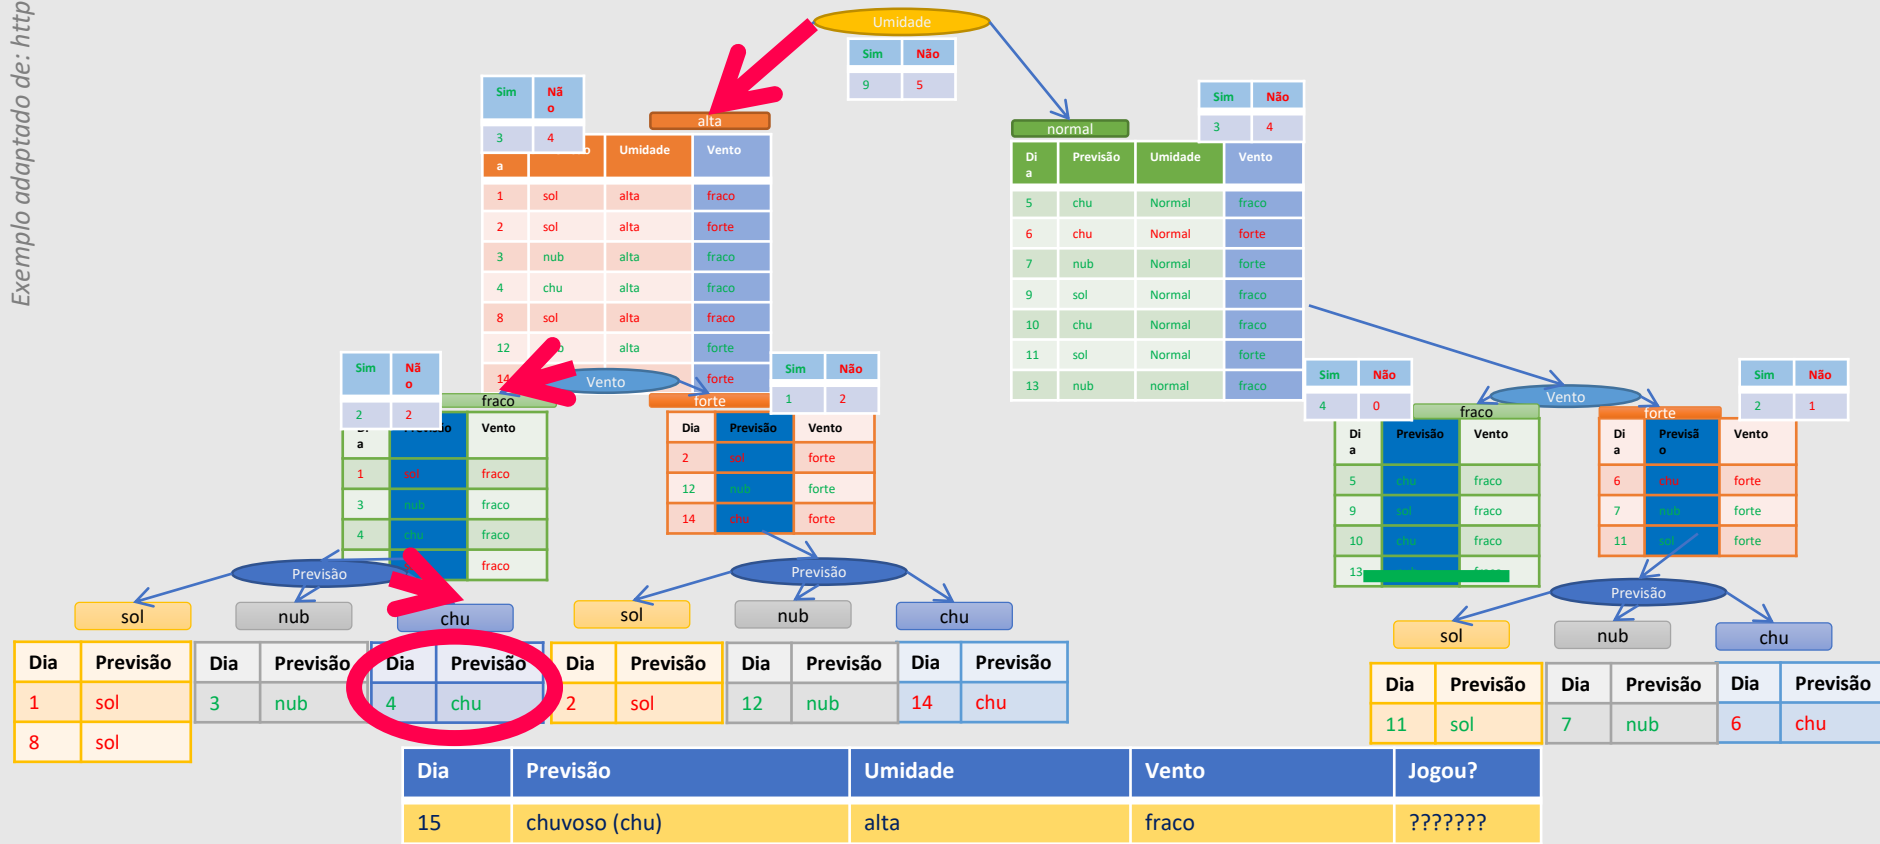 Exemplo adaptado de: http
Umidade
Sim Não
9 5
Sim Nã
o
3 4
alta
o Umidade Vento
a
1 sol alta fraco
2 sol alta forte
3 nub alta fraco
4 chu alta fraco
8 sol alta fraco
12 alta forte
14 forte
Sim Não
3 4
normal
Di Previsão Umidade Vento
a
5 chu Normal fraco
6 chu Normal forte
7 nub Normal forte
9 sol Normal fraco
10 chu Normal fraco
11 sol Normal forte
13 nub normal fraco
Vento
Sim Nã
o
2 2
fraco
Di Previsão Vento
a
1 sol fraco
3 nub fraco
4 chu fraco
fraco
Sim Não
1 2
forte
Dia Previsão Vento
2 sol forte
12 nub forte
14 chu forte
Vento
Sim Não
4 0
fraco
Di Previsão Vento
a
5 chu fraco
9 sol fraco
10 chu fraco
13
Sim Não
2 1
forte
Di Previsã Vento
a o
6 chu forte
7 nub forte
11 sol forte
Previsão
sol nub chu
Dia Previsão
1 sol
8 sol
Dia Previsão
3 nub
Dia Previsão
4 chu
Previsão
sol nub chu
Dia Previsão
2 sol
Dia Previsão
12 nub
Dia Previsão
14 chu
Previsão
sol nub chu
Dia Previsão
11 sol
Dia Previsão
7 nub
Dia Previsão
6 chu
Dia Previsão Umidade Vento Jogou?
15 chuvoso (chu) alta fraco ???????